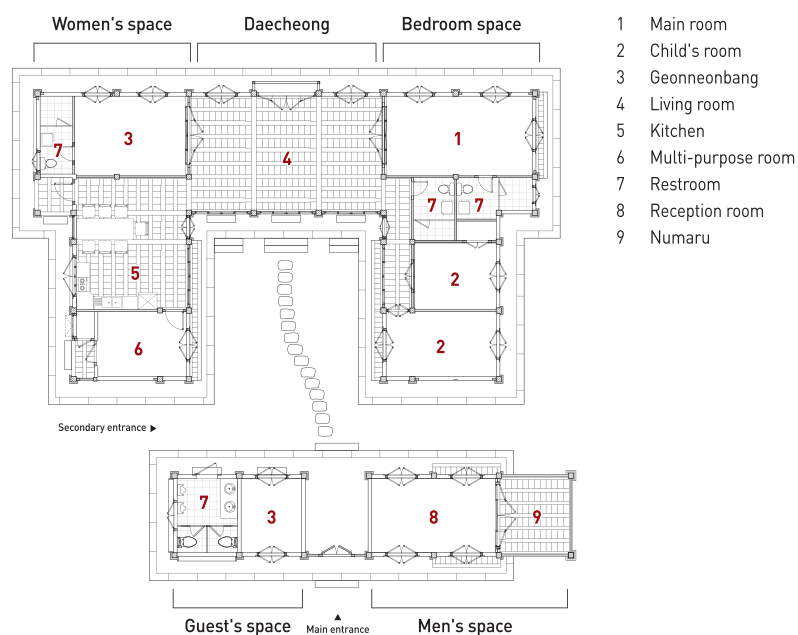 Women's space
Daecheong
Bedroom space
1 Main room
2 Child's room
3 Geonneonbang
4 Living room
5 Kitchen
6 Multi-purpose room
7 Restroom
8 Reception room
9 Numaru
3
1
7
4
7
7
5
2
6
2
Secondary entrance
7
3
8
9
Guest's space
Main entrance
Men's space